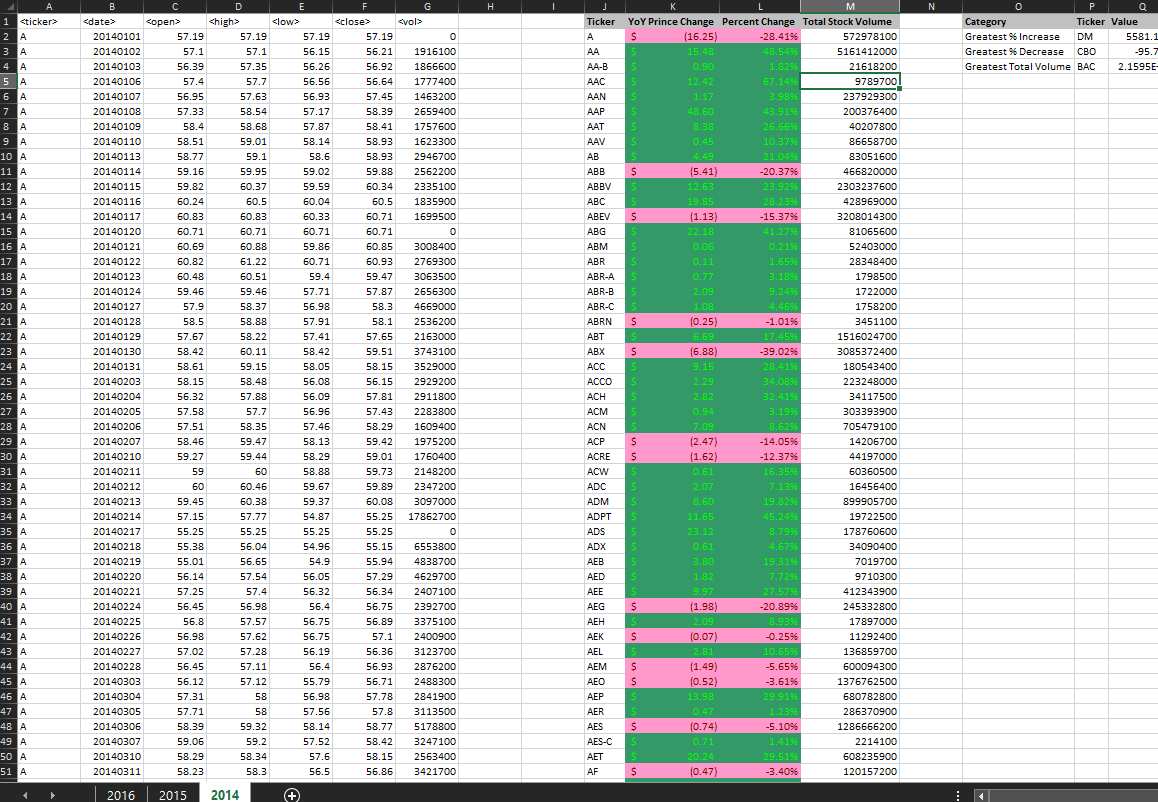 A B C D E F G H I J K L M N O P Q
1 <ticker> <date> <open> <high> <low> <close> <vol> Ticker YoY Prince Change Percent Change Total Stock Volume Category Ticker Value
2 A 20140101 57.19 57.19 57.19 57.19 0 A $ (16.25) -28.41% 572978100 Greatest % Increase DM 5581.1
3 A 20140102 57.1 57.1 56.15 56.21 1916100 AA $ 15.48 48.54% 5161412000 Greatest % Decrease CBO -95.7
4 A 20140103 56.39 57.35 56.26 56.92 1866600 AA-B $ 0.90 1.82% 21618200 Greatest Total Volume BAC 2.1595E-
5 A 20140106 57.4 57.7 56.56 56.64 1777400 AAC $ 12.42 67.14% 9789700
6 A 20140107 56.95 57.63 56.93 57.45 1463200 AAN $ 1.17 3.98% 237929300
7 A 20140108 57.33 58.54 57.17 58.39 2659400 AAP $ 48.60 43.91% 200376400
8 A 20140109 58.4 58.68 57.87 58.41 1757600 AAT $ 8.38 26.66% 40207800
9 A 20140110 58.51 59.01 58.14 58.93 1623300 AAV $ 0.45 10.37% 86658700
10 A 20140113 58.77 59.1 58.6 58.93 2946700 AB $ 4.49 21.04% 83051600
11 A 20140114 59.16 59.95 59.02 59.88 2562200 ABB $ (5.41) -20.37% 466820000
12 A 20140115 59.82 60.37 59.59 60.34 2335100 ABBV $ 12.63 23.92% 2303237600
13 A 20140116 60.24 60.5 60.04 60.5 1835900 ABC $ 19.85 28.23% 428969000
14 A 20140117 60.83 60.83 60.33 60.71 1699500 ABEV $ (1.13) -15.37% 3208014300
15 A 20140120 60.71 60.71 60.71 60.71 0 ABG $ 22.18 41.27% 81065600
16 A 20140121 60.69 60.88 59.86 60.85 3008400 ABM $ 0.06 0.21% 52403000
17 A 20140122 60.82 61.22 60.71 60.93 2769300 ABR $ 0.11 1.65% 28348400
18 A 20140123 60.48 60.51 59.4 59.47 3063500 ABR-A $ 0.77 3.18% 1798500
19 A 20140124 59.46 59.46 57.71 57.87 2656300 ABR-B $ 2.09 9.24% 1722000
20 A 20140127 57.9 58.37 56.98 58.3 4669000 ABR-C $ 1.08 4.46% 1758200
21 A 20140128 58.5 58.88 57.91 58.1 2536200 ABRN $ (0.25) -1.01% 3451100
22 A 20140129 57.67 58.22 57.41 57.65 2163000 ABT $ 6.69 17.45% 1516024700
23 A 20140130 58.42 60.11 58.42 59.51 3743100 ABX $ (6.88) -39.02% 3085372400
24 A 20140131 58.61 59.15 58.05 58.15 3529000 ACC $ 9.15 28.41% 180543400
25 A 20140203 58.15 58.48 56.08 56.15 2929200 ACCO $ 2.29 34.08% 223248000
26 A 20140204 56.32 57.88 56.09 57.81 2911800 ACH $ 2.82 32.41% 34117500
27 A 20140205 57.58 57.7 56.96 57.43 2283800 ACM $ 0.94 3.19% 303393900
28 A 20140206 57.51 58.35 57.46 58.29 1609400 ACN $ 7.09 8.62% 705479100
29 A 20140207 58.46 59.47 58.13 59.42 1975200 ACP $ (2.47) -14.05% 14206700
30 A 20140210 59.27 59.44 58.29 59.01 1760400 ACRE $ (1.62) -12.37% 44197000
31 A 20140211 59 60 58.88 59.73 2148200 ACW $ 0.61 16.35% 60360500
32 A 20140212 60 60.46 59.67 59.89 2347200 ADC $ 2.07 7.13% 16456400
33 A 20140213 59.45 60.38 59.37 60.08 3097000 ADM $ 8.60 19.82% 899905700
34 A 20140214 57.15 57.77 54.87 55.25 17862700 ADPT $ 11.65 45.24% 19722500
35 A 20140217 55.25 55.25 55.25 55.25 0 ADS $ 23.12 8.79% 178760600
36 A 20140218 55.38 56.04 54.96 55.15 6553800 ADX $ 0.61 4.67% 34090400
37 A 20140219 55.01 56.65 54.9 55.94 4838700 AEB $ 3.80 19.31% 7019700
38 A 20140220 56.14 57.54 56.05 57.29 4629700 AED $ 1.82 7.72% 9710300
39 A 20140221 57.25 57.4 56.32 56.34 2407100 AEE $ 9.97 27.57% 412343900
40 A 20140224 56.45 56.98 56.4 56.75 2392700 AEG $ (1.98) -20.89% 245332800
41 A 20140225 56.8 57.57 56.75 56.89 3375100 AEH $ 2.09 8.93% 17897000
42 A 20140226 56.98 57.62 56.75 57.1 2400900 AEK $ (0.07) -0.25% 11292400
43 A 20140227 57.02 57.28 56.19 56.36 3123700 AEL $ 2.81 10.65% 136859700
44 A 20140228 56.45 57.11 56.4 56.93 2876200 AEM $ (1.49) -5.65% 600094300
45 A 20140303 56.12 57.12 55.79 56.71 2488300 AEO $ (0.52) -3.61% 1376762500
46 A 20140304 57.31 58 56.98 57.78 2841900 AEP $ 13.98 29.91% 680782800
47 A 20140305 57.71 58 57.56 57.8 3113500 AER $ 0.47 1.23% 286370900
48 A 20140306 58.39 59.32 58.14 58.77 5178800 AES $ (0.74) -5.10% 1286666200
49 A 20140307 59.06 59.2 57.52 58.42 3247100 AES-C $ 0.71 1.41% 2214100
50 A 20140310 58.29 58.34 57.6 58.15 2563400 AET $ 20.24 29.51% 608235900
51 A 20140311 58.23 58.3 56.5 56.86 3421700 AF $ (0.47) -3.40% 120157200
2016 2015 2014